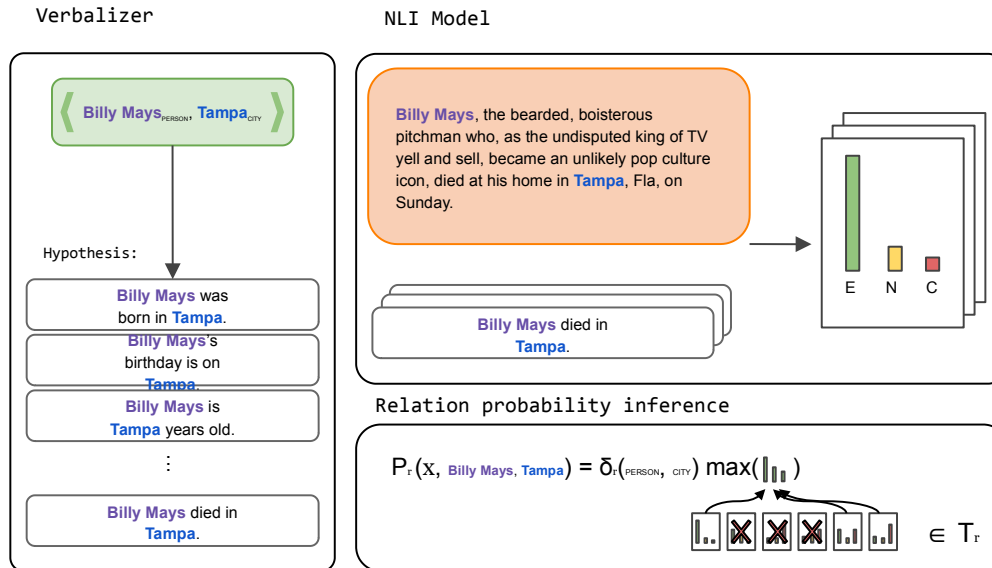 Verbalizer
NLI Model
⟪ Billy Mays PERSON, Tampa CITY ⟫
Hypothesis:
Billy Mays was
born in Tampa.
Billy Mays's
birthday is on
Tampa.
Billy Mays is
Tampa years old.
⋮
Billy Mays died in
Tampa.
Billy Mays, the bearded, boisterous
pitchman who, as the undisputed king of TV
yell and sell, became an unlikely pop culture
icon, died at his home in Tampa, Fla, on
Sunday.
Billy Mays died in
Tampa.
E N C
Relation probability inference
Pr(x, Billy Mays, Tampa) = δr(PERSON, CITY) max( )
∈ Tr